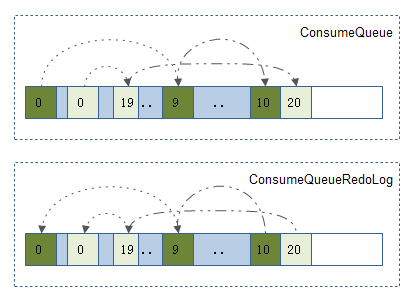 ConsumeQueue
0 0 19 .. 9 .. 10 20
ConsumeQueueRedoLog
0 0 19 .. 9 .. 10 20